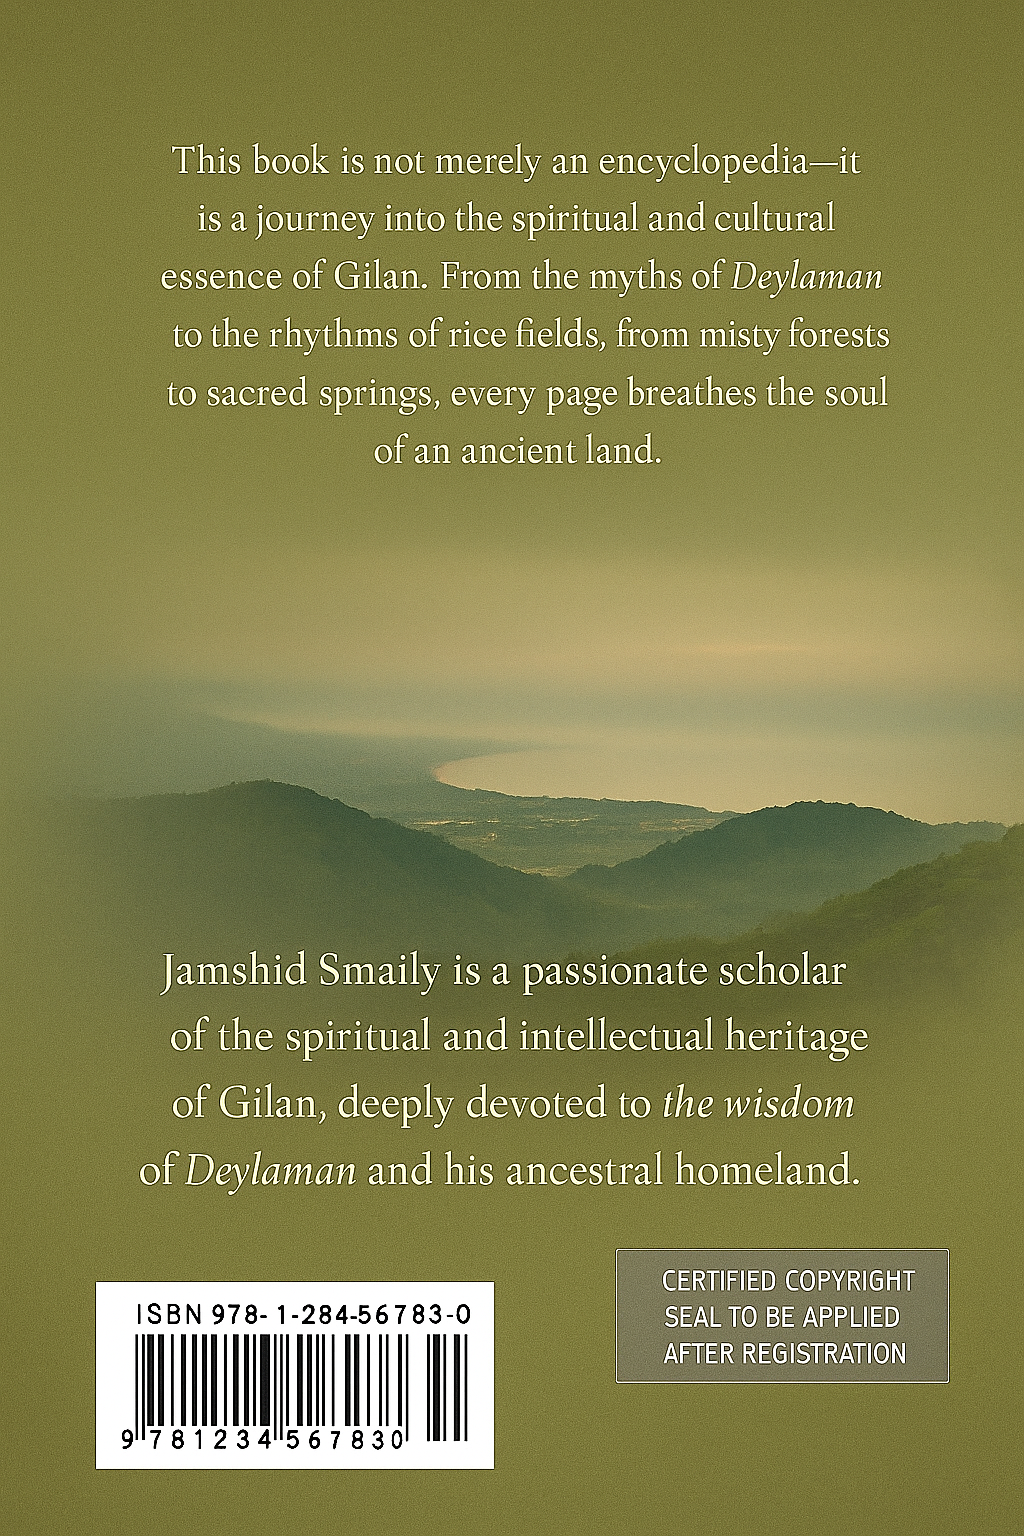 This book is not merely an encyclopedia—it
is a journey into the spiritual and cultural
essence of Gilan. From the myths of Deylaman
to the rhythms of rice fields, from misty forests
to sacred springs, every page breathes the soul
of an ancient land.
Jamshid Smaily is a passionate scholar
of the spiritual and intellectual heritage
of Gilan, deeply devoted to the wisdom
of Deylaman and his ancestral homeland.
ISBN 978-1-284-56783-0
9 781234 567830
CERTIFIED COPYRIGHT
SEAL TO BE APPLIED
AFTER REGISTRATION